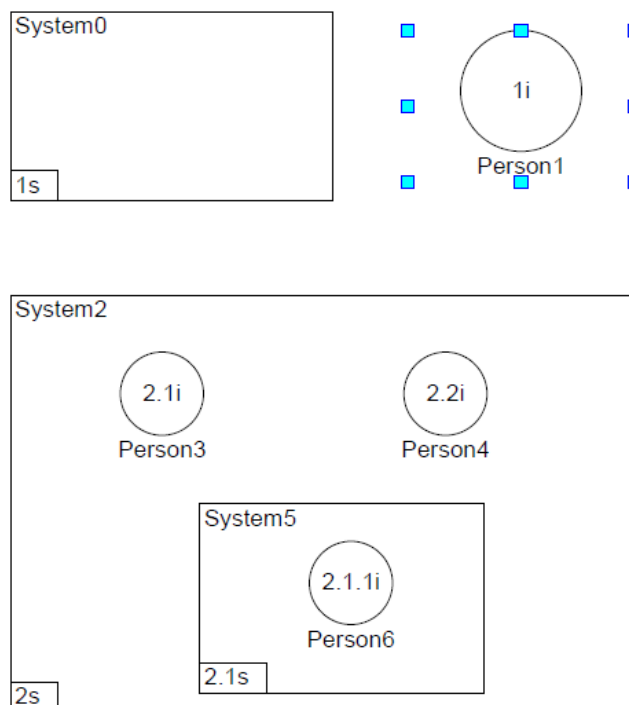 System0
1i
Person1
1s
System2
2.1i
2.2i
Person3
Person4
System5
2.1.1i
Person6
2.1s
2s